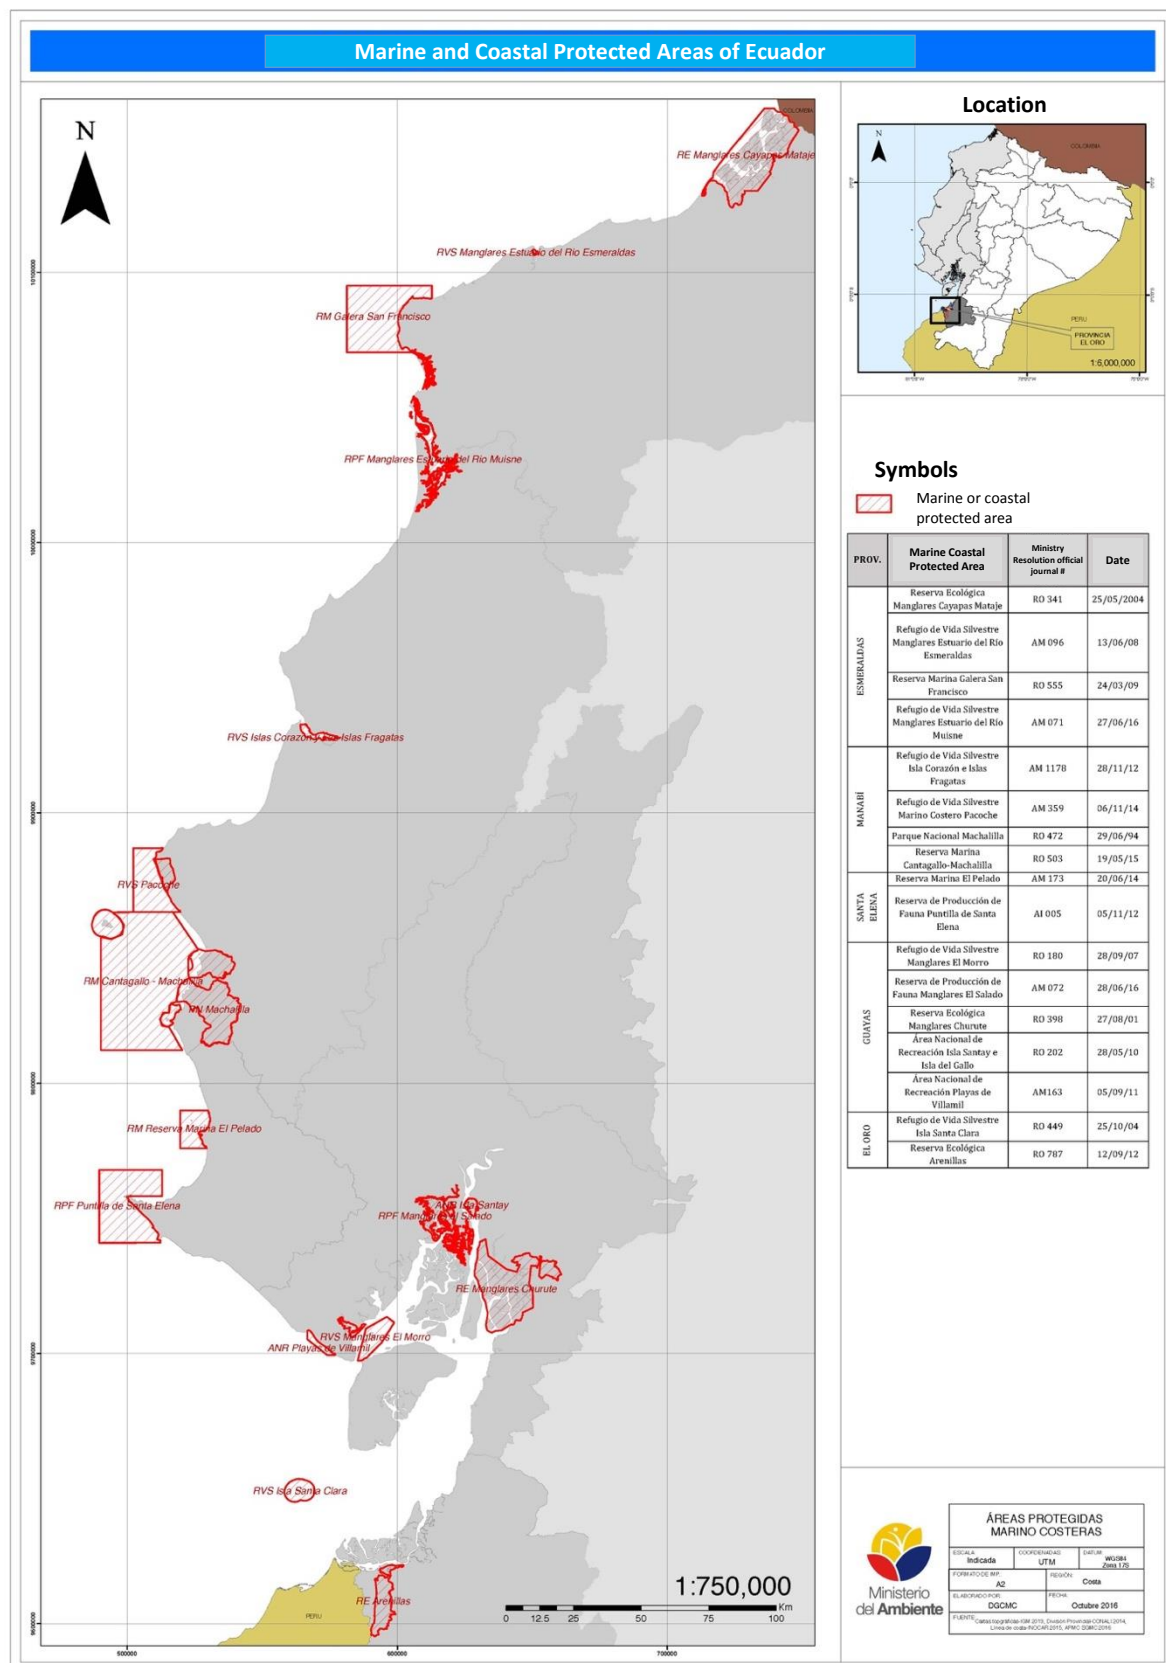 Marine and Coastal Protected Areas of Ecuador
N
COLOMBIA
RE Manglares Cayapas Mataje
RVS Manglares Estuario del Río Esmeraldas
RM Galera San Francisco
RPF Manglares Estuario del Río Muisne
RVS Islas Corazón y Las Islas Fragatas
RVS Pacoche
RM Cantagallo - Machalilla
RN Machalilla
RM Reserva Marina El Pelado
RPF Puntilla de Santa Elena
ANR Isla Santay
RPF Manglares El Salado
RE Manglares Churute
RVS Manglares El Morro
ANR Playas de Villamil
RVS Isla Santa Clara
RE Arenillas
PERU
1:750,000
Km
0 12.5 25 50 75 100
500000 600000 700000
Location
N
COLOMBIA
PERU
PROVINCIA
EL ORO
1:6,000,000
Symbols
Marine or coastal
protected area
PROV.
Marine Coastal
Protected Area
Ministry
Resolution official
journal #
Date
ESMERALDAS
Reserva Ecológica
Manglares Cayapas Mataje
RO 341
25/05/2004
Refugio de Vida Silvestre
Manglares Estuario del Río
Esmeraldas
AM 096
13/06/08
Reserva Marina Galera San
Francisco
RO 555
24/03/09
Refugio de Vida Silvestre
Manglares Estuario del Río
Muisne
AM 071
27/06/16
MANABÍ
Refugio de Vida Silvestre
Isla Corazón e Islas
Fragatas
AM 1178
28/11/12
Refugio de Vida Silvestre
Marino Costero Pacoche
AM 359
06/11/14
Parque Nacional Machalilla
RO 472
29/06/94
Reserva Marina
Cantagallo-Machalilla
RO 503
19/05/15
SANTA
ELENA
Reserva Marina El Pelado
AM 173
20/06/14
Reserva de Producción de
Fauna Puntilla de Santa
Elena
AI 005
05/11/12
GUAYAS
Refugio de Vida Silvestre
Manglares El Morro
RO 180
28/09/07
Reserva de Producción de
Fauna Manglares El Salado
AM 072
28/06/16
Reserva Ecológica
Manglares Churute
RO 398
27/08/01
Área Nacional de
Recreación Isla Santay e
Isla del Gallo
RO 202
28/05/10
Área Nacional de
Recreación Playas de
Villamil
AM163
05/09/11
EL ORO
Refugio de Vida Silvestre
Isla Santa Clara
RO 449
25/10/04
Reserva Ecológica
Arenillas
RO 787
12/09/12
Ministerio
del Ambiente
ÁREAS PROTEGIDAS
MARINO COSTERAS
ESCALA:
Indicada
COORDENADAS:
UTM
DATUM:
WGS84
Zona 17S
FORMATO DE IMP.:
A2
REGIÓN:
Costa
ELABORADO POR:
DGCMC
FECHA:
Octubre 2016
FUENTE: